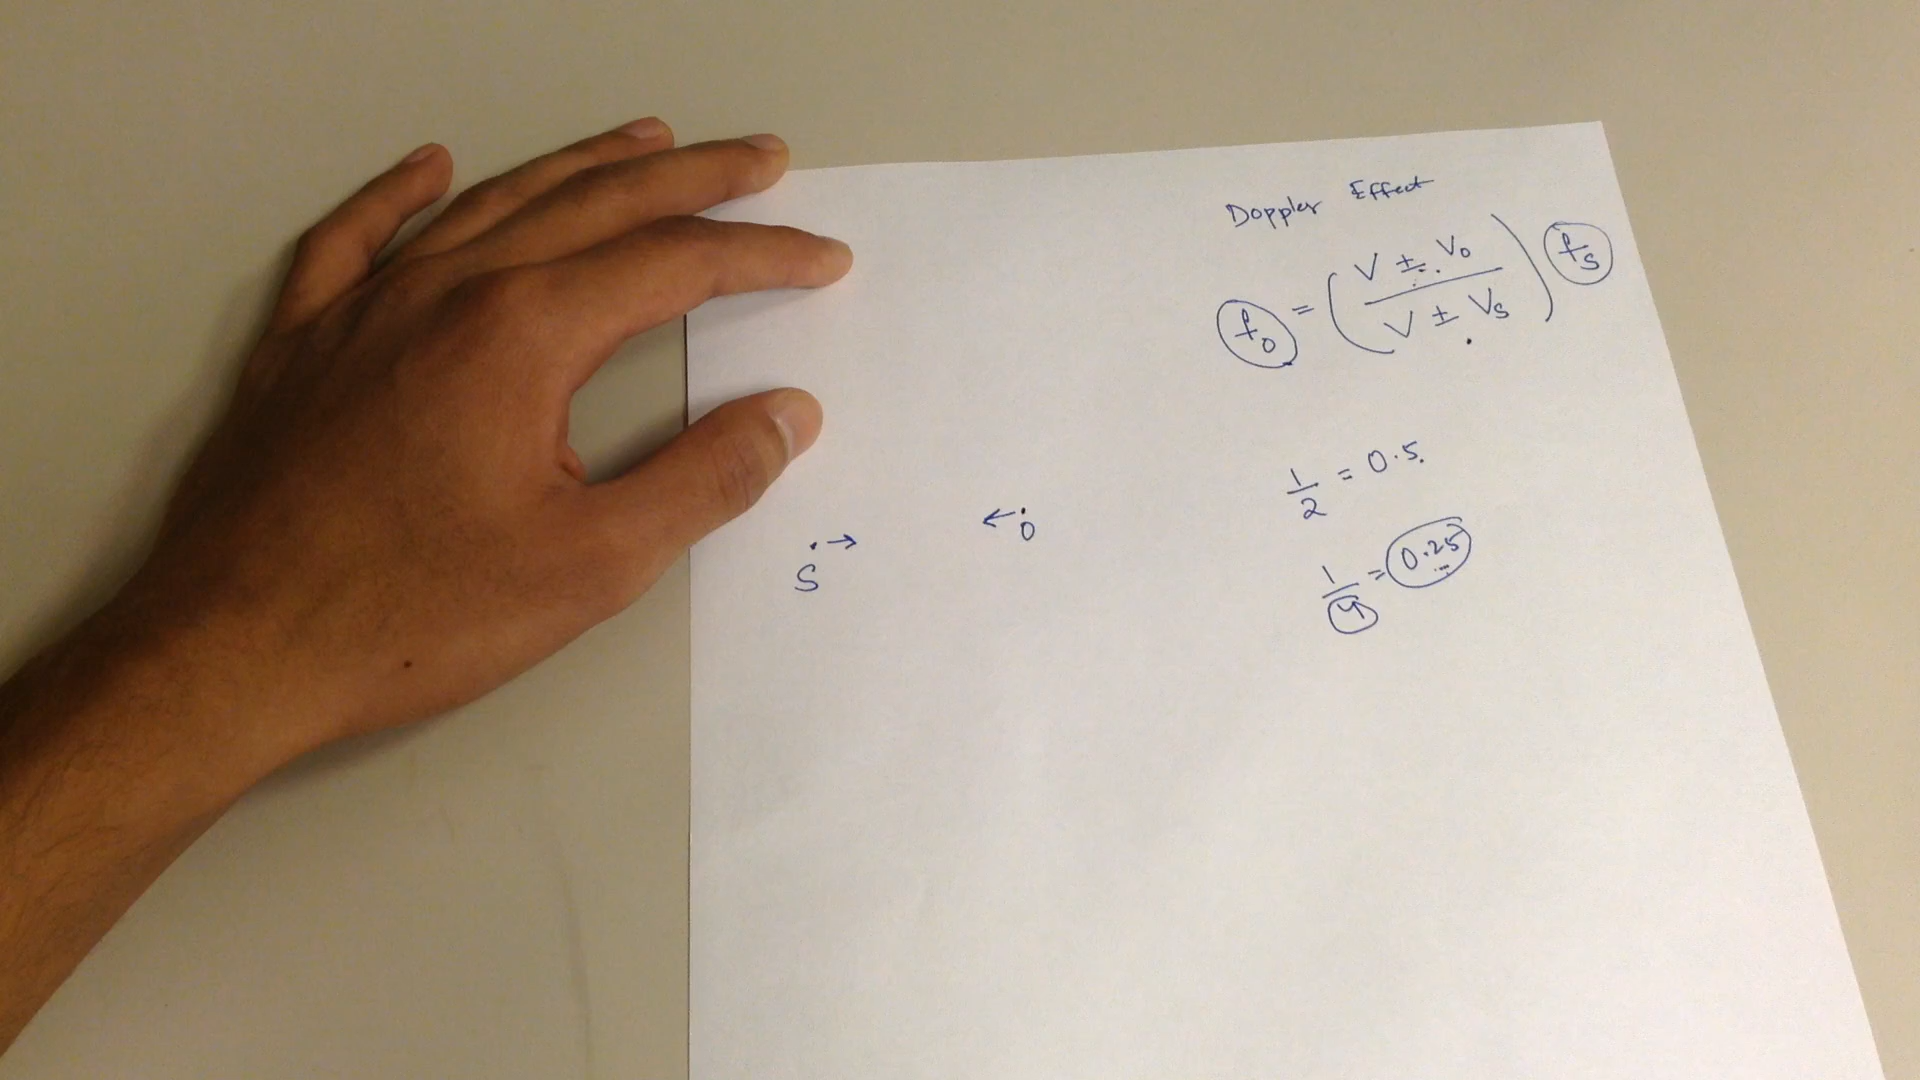 Doppler Effect
f₀ = (V ± V₀ / V ± Vₛ) fₛ
1/2 = 0.5
← O
S →
1/4 = 0.25